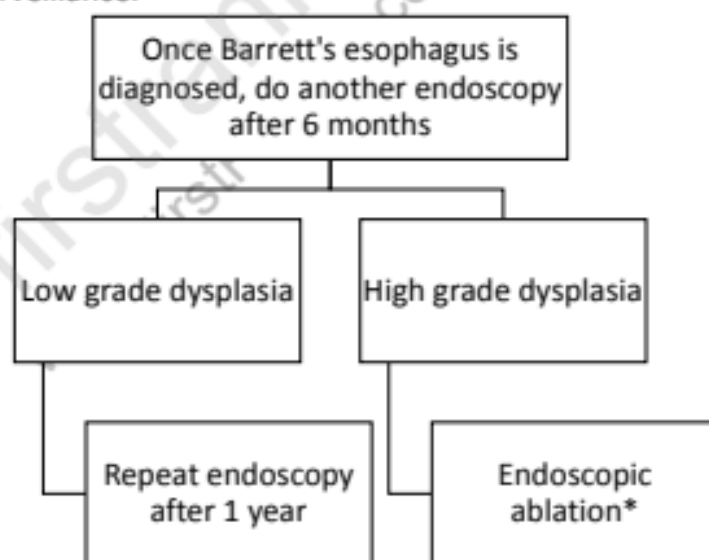 Once Barrett's esophagus is
diagnosed, do another endoscopy
after 6 months
Low grade dysplasia
High grade dysplasia
Repeat endoscopy
after 1 year
Endoscopic
ablation*